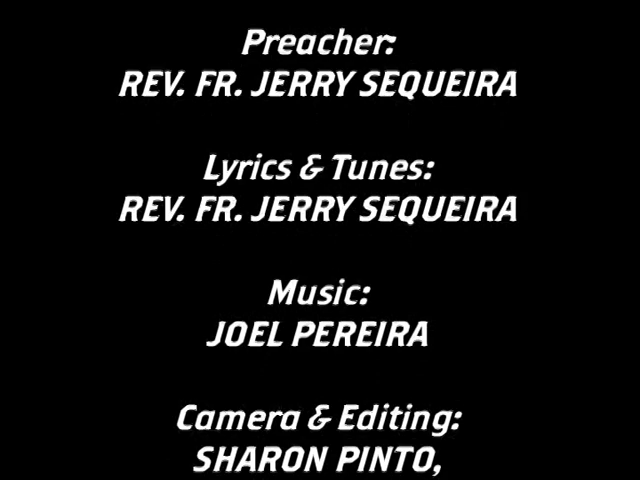 Preacher:
REV. FR. JERRY SEQUEIRA
Lyrics & Tunes:
REV. FR. JERRY SEQUEIRA
Music:
JOEL PEREIRA
Camera & Editing:
SHARON PINTO,